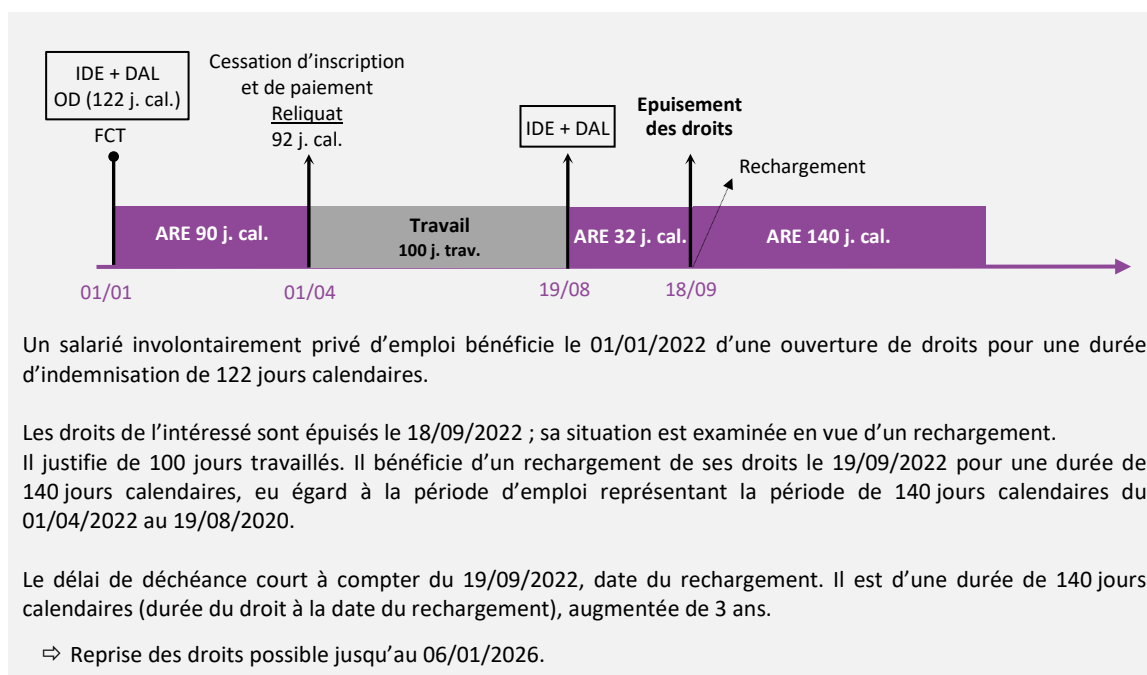 IDE + DAL
OD (122 j. cal.)
FCT
Cessation d’inscription
et de paiement
Reliquat
92 j. cal.
IDE + DAL
Epuisement
des droits
Rechargement
ARE 90 j. cal.
Travail
100 j. trav.
ARE 32 j. cal.
ARE 140 j. cal.
01/01
01/04
19/08
18/09
Un salarié involontairement privé d’emploi bénéficie le 01/01/2022 d’une ouverture de droits pour une durée
d’indemnisation de 122 jours calendaires.
Les droits de l’intéressé sont épuisés le 18/09/2022 ; sa situation est examinée en vue d’un rechargement.
Il justifie de 100 jours travaillés. Il bénéficie d’un rechargement de ses droits le 19/09/2022 pour une durée de
140 jours calendaires, eu égard à la période d’emploi représentant la période de 140 jours calendaires du
01/04/2022 au 19/08/2020.
Le délai de déchéance court à compter du 19/09/2022, date du rechargement. Il est d’une durée de 140 jours
calendaires (durée du droit à la date du rechargement), augmentée de 3 ans.
⇨ Reprise des droits possible jusqu’au 06/01/2026.